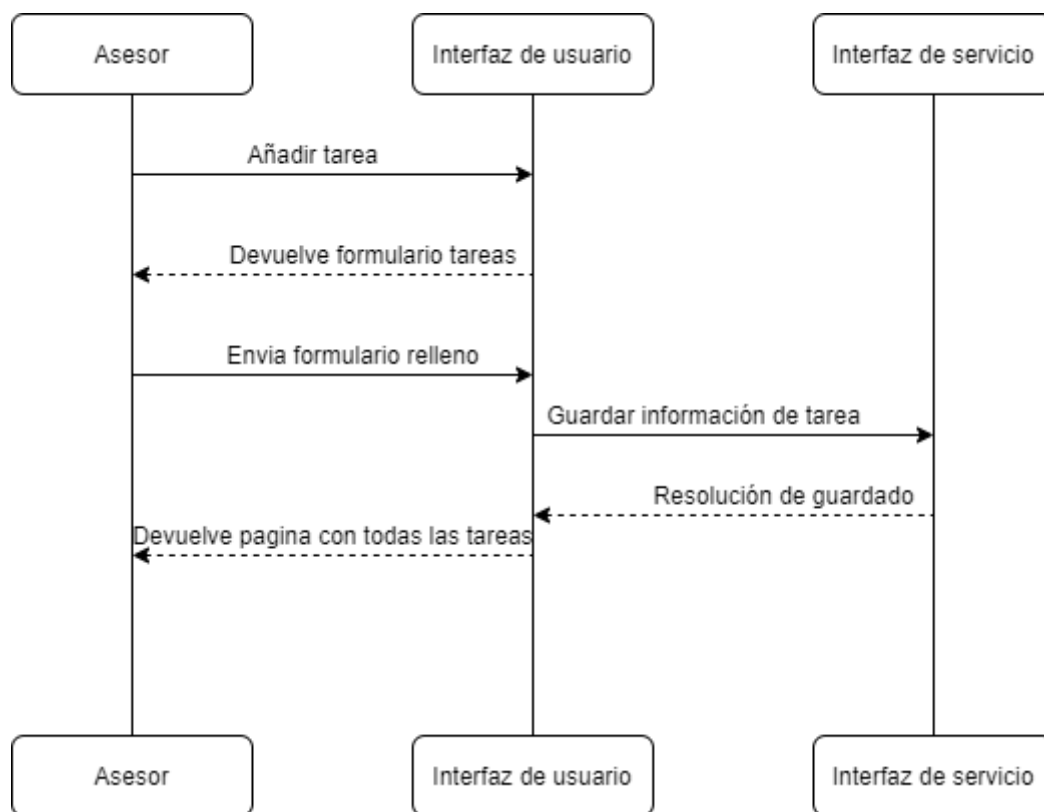 Asesor
Interfaz de usuario
Interfaz de servicio
Añadir tarea
Devuelve formulario tareas
Envia formulario relleno
Guardar información de tarea
Resolución de guardado
Devuelve pagina con todas las tareas
Asesor
Interfaz de usuario
Interfaz de servicio